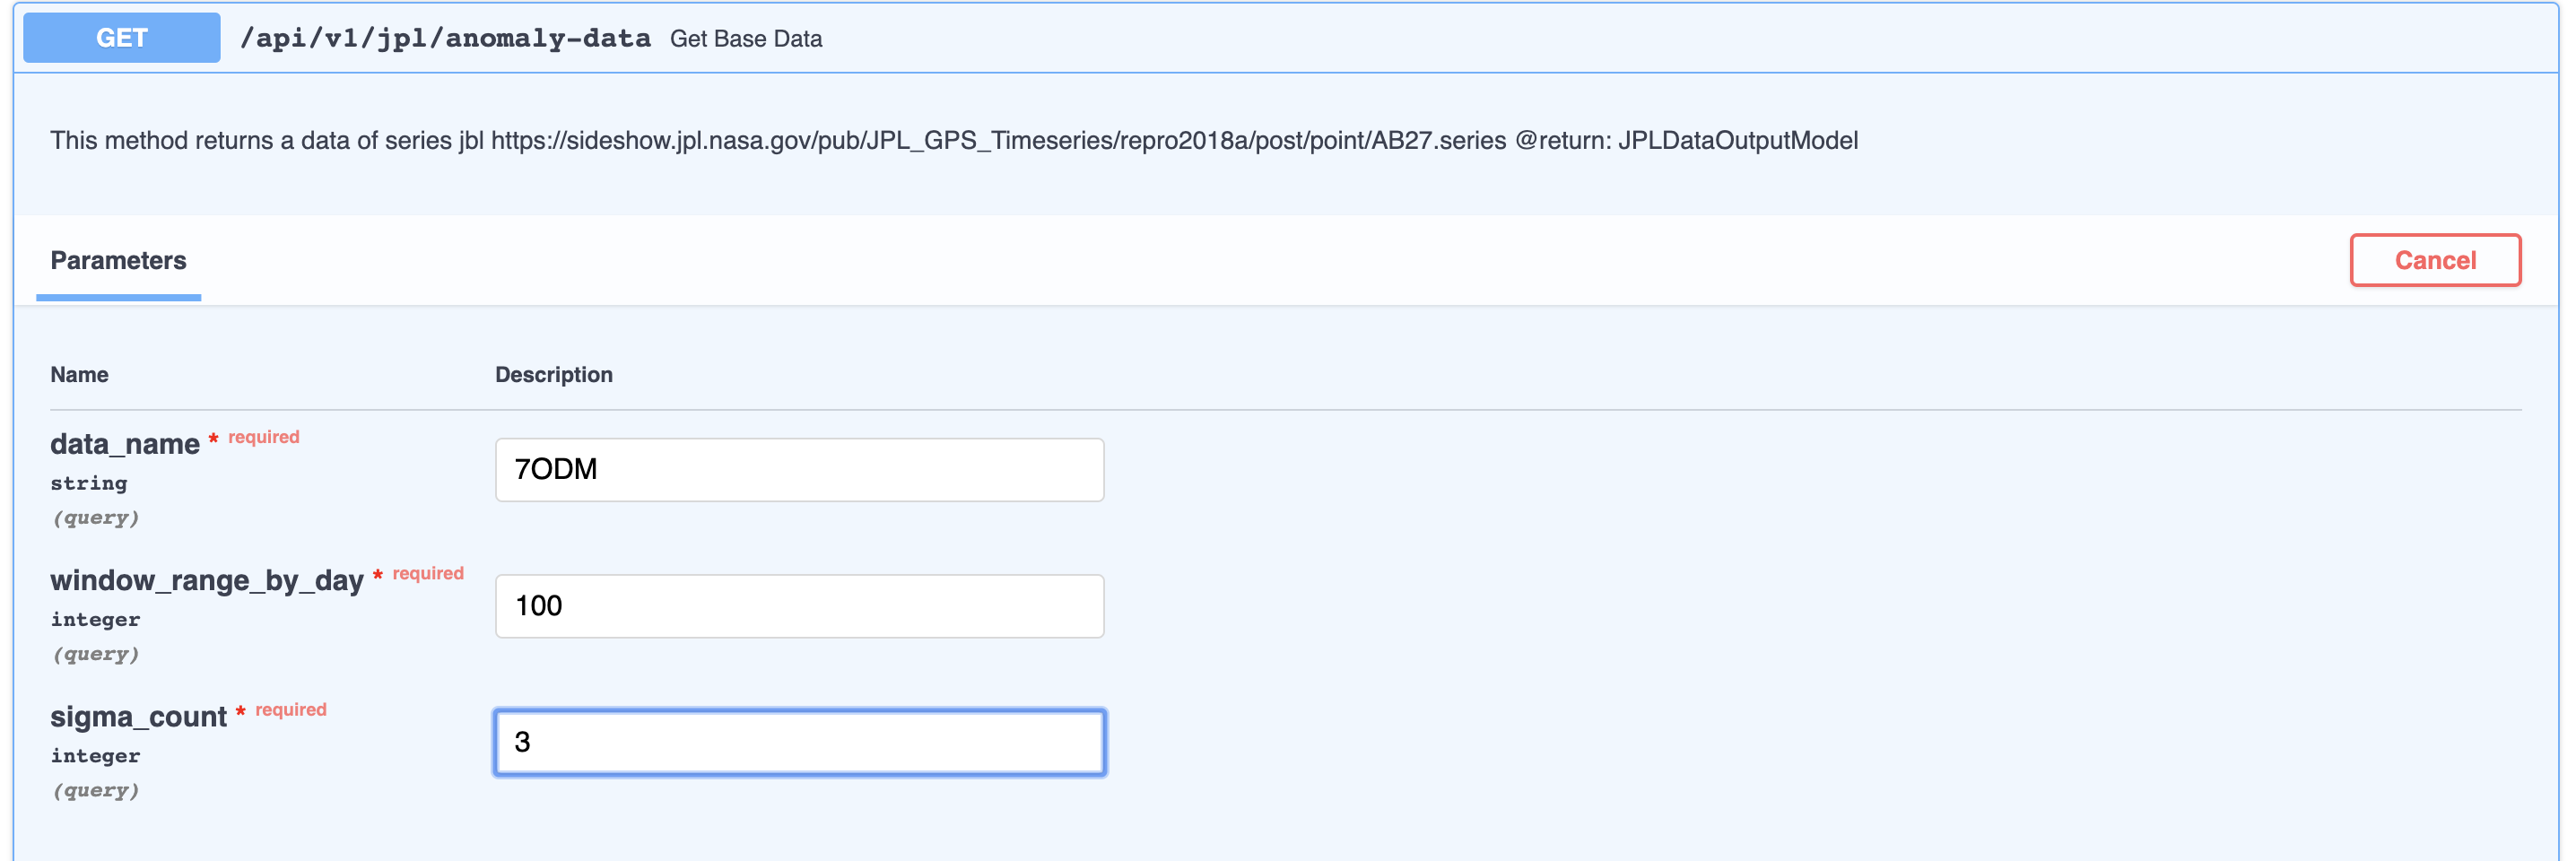 GET /api/v1/jpl/anomaly-data Get Base Data
This method returns a data of series jbl https://sideshow.jpl.nasa.gov/pub/JPL_GPS_Timeseries/repro2018a/post/point/AB27.series @return: JPLDataOutputModel
Parameters Cancel
Name Description
data_name * required
string
(query)
7ODM
window_range_by_day * required
integer
(query)
100
sigma_count * required
integer
(query)
3